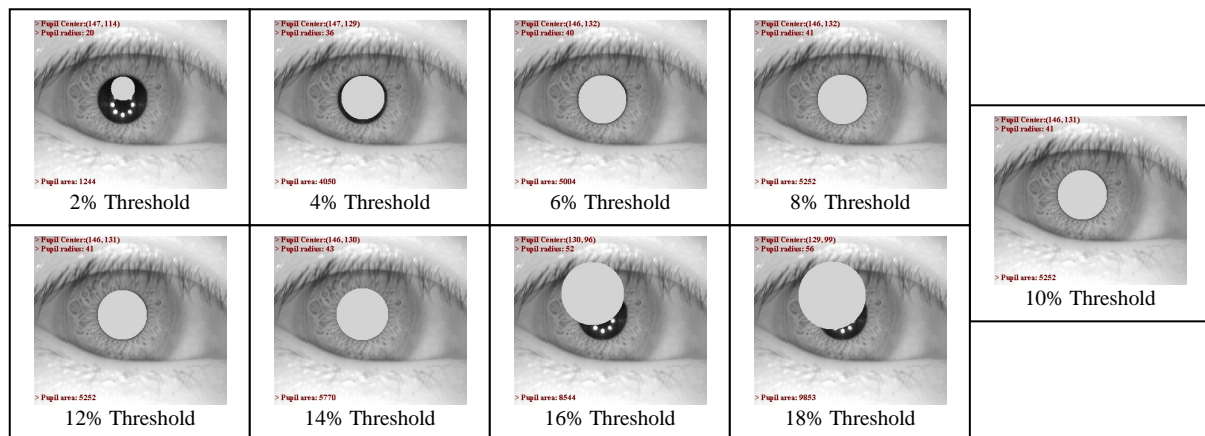 > Pupil Center:(147, 114)
> Pupil radius: 20
> Pupil area: 1244
2% Threshold
> Pupil Center:(147, 129)
> Pupil radius: 36
> Pupil area: 4050
4% Threshold
> Pupil Center:(146, 132)
> Pupil radius: 40
> Pupil area: 5004
6% Threshold
> Pupil Center:(146, 132)
> Pupil radius: 41
> Pupil area: 5252
8% Threshold
> Pupil Center:(146, 131)
> Pupil radius: 41
> Pupil area: 5252
10% Threshold
> Pupil Center:(146, 131)
> Pupil radius: 41
> Pupil area: 5252
12% Threshold
> Pupil Center:(146, 130)
> Pupil radius: 43
> Pupil area: 5770
14% Threshold
> Pupil Center:(130, 96)
> Pupil radius: 52
> Pupil area: 8544
16% Threshold
> Pupil Center:(129, 99)
> Pupil radius: 56
> Pupil area: 9853
18% Threshold